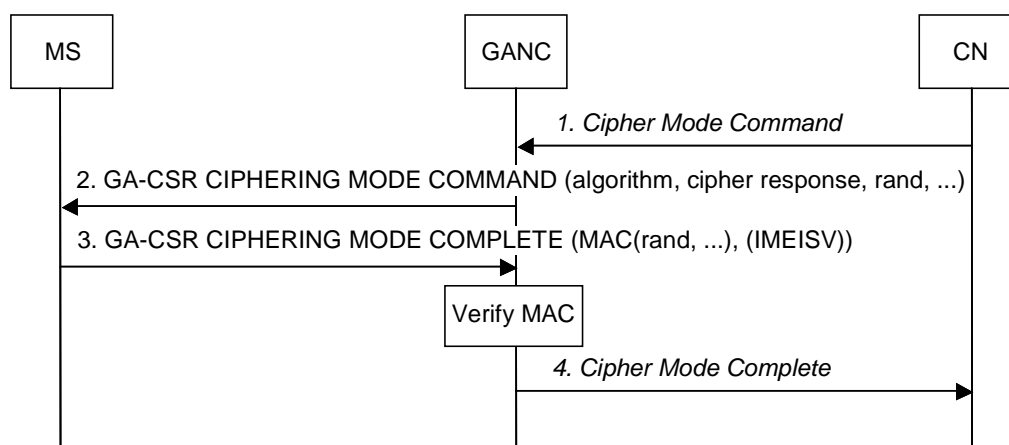 MS
GANC
CN
1. Cipher Mode Command
2. GA-CSR CIPHERING MODE COMMAND (algorithm, cipher response, rand, ...)
3. GA-CSR CIPHERING MODE COMPLETE (MAC(rand, ...), (IMEISV))
Verify MAC
4. Cipher Mode Complete